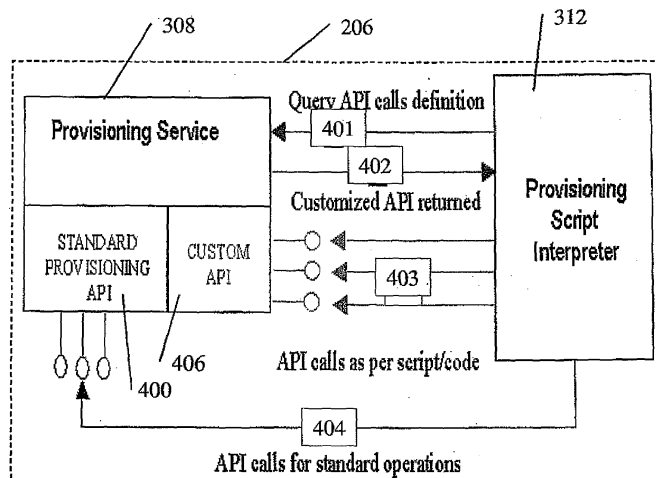 308
206
312
Query API calls definition
Provisioning Service
401
402
Customized API returned
Provisioning
Script
Interpreter
STANDARD
PROVISIONING
API
CUSTOM
API
403
406
400
API calls as per script/code
404
API calls for standard operations